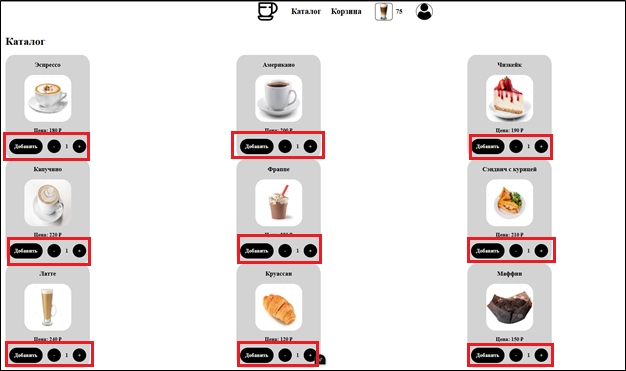 Каталог Корзина 75
Каталог
Эспрессо Американо Чизкейк
Цена: 180 ₽ Цена: 200 ₽ Цена: 190 ₽
Добавить - 1 + Добавить - 1 + Добавить - 1 +
Капучино Фраппе Сэндвич с курицей
Цена: 220 ₽ Цена: 210 ₽
Добавить - 1 + Добавить - 1 + Добавить - 1 +
Латте Круассан Маффин
Цена: 240 ₽ Цена: 120 ₽ Цена: 150 ₽
Добавить - 1 + Добавить - 1 + Добавить - 1 +